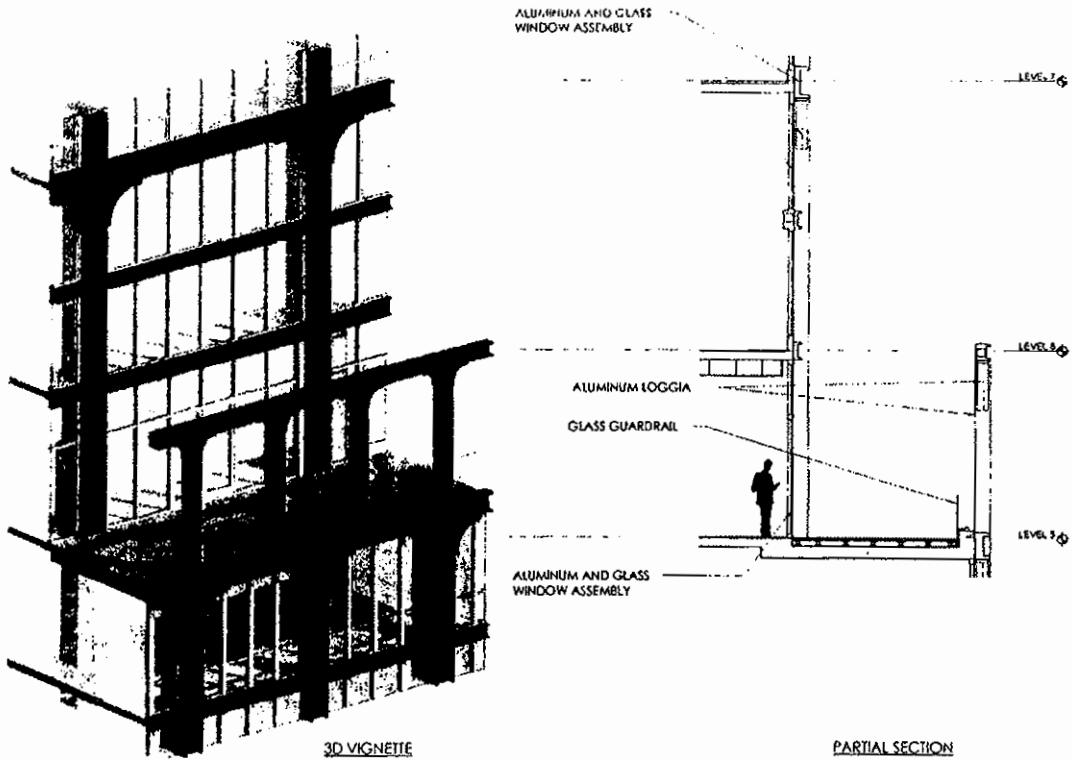 ALUMINUM AND GLASS
WINDOW ASSEMBLY
LEVEL 7
LEVEL 6
ALUMINUM LOGGIA
GLASS GUARDRAIL
LEVEL 5
ALUMINUM AND GLASS
WINDOW ASSEMBLY
3D VIGNETTE
PARTIAL SECTION